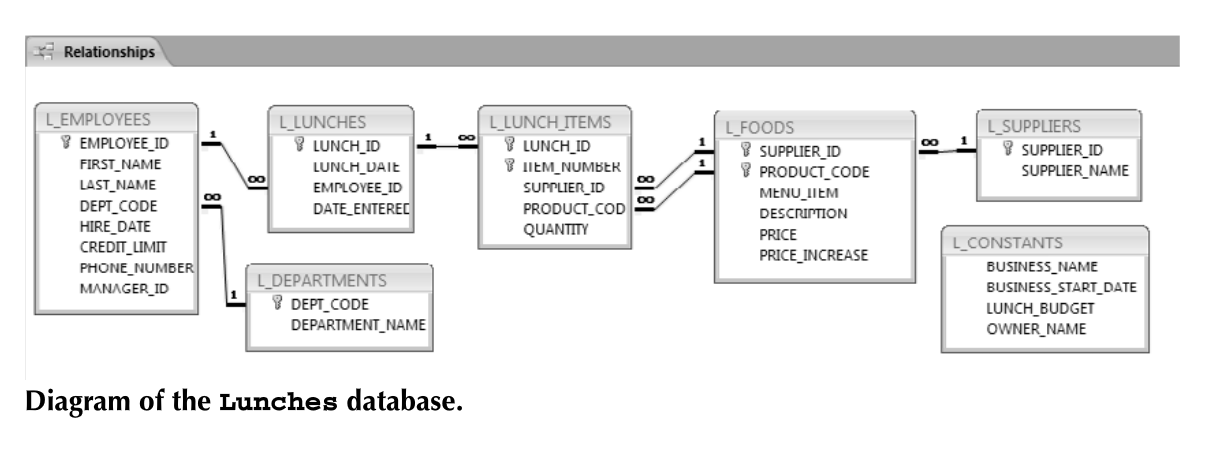 Relationships
L_EMPLOYEES
EMPLOYEE_ID
FIRST_NAME
LAST_NAME
DEPT_CODE
HIRE_DATE
CREDIT_LIMIT
PHONE_NUMBER
MANAGER_ID
1
∞
∞
1
L_LUNCHES
LUNCH_ID
LUNCH_DATE
EMPLOYEE_ID
DATE_ENTERED
L_DEPARTMENTS
DEPT_CODE
DEPARTMENT_NAME
1
∞
L_LUNCH_ITEMS
LUNCH_ID
ITEM_NUMBER
SUPPLIER_ID
PRODUCT_COD
QUANTITY
1
1
∞
∞
L_FOODS
SUPPLIER_ID
PRODUCT_CODE
MENU_ITEM
DESCRIPTION
PRICE
PRICE_INCREASE
∞
1
L_SUPPLIERS
SUPPLIER_ID
SUPPLIER_NAME
L_CONSTANTS
BUSINESS_NAME
BUSINESS_START_DATE
LUNCH_BUDGET
OWNER_NAME
Diagram of the Lunches database.